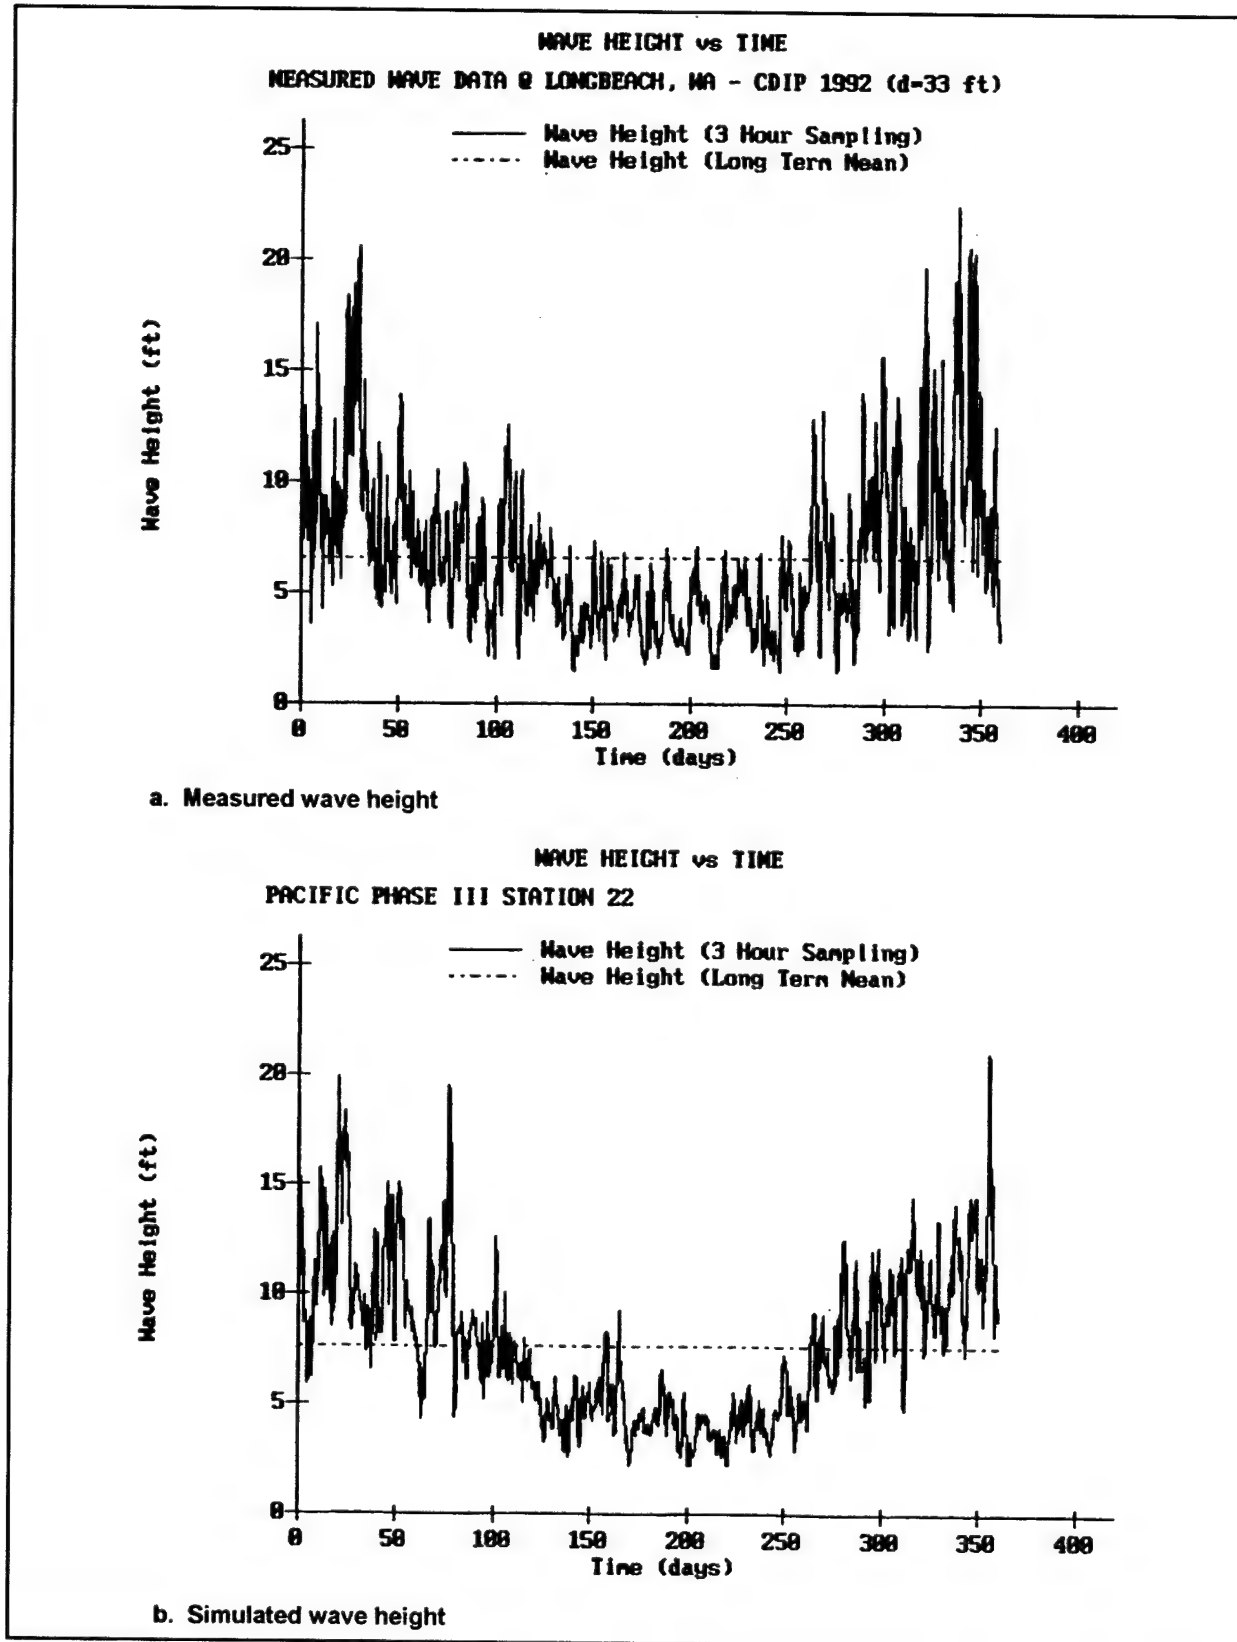 WAVE HEIGHT vs TIME
MEASURED WAVE DATA @ LONGBEACH, WA - CDIP 1992 (d=33 ft)
Wave Height (3 Hour Sampling)
Wave Height (Long Term Mean)
25
20
15
10
5
0
Wave Height (ft)
0 50 100 150 200 250 300 350 400
Time (days)
a. Measured wave height
WAVE HEIGHT vs TIME
PACIFIC PHASE III STATION 22
Wave Height (3 Hour Sampling)
Wave Height (Long Term Mean)
25
20
15
10
5
0
Wave Height (ft)
0 50 100 150 200 250 300 350 400
Time (days)
b. Simulated wave height